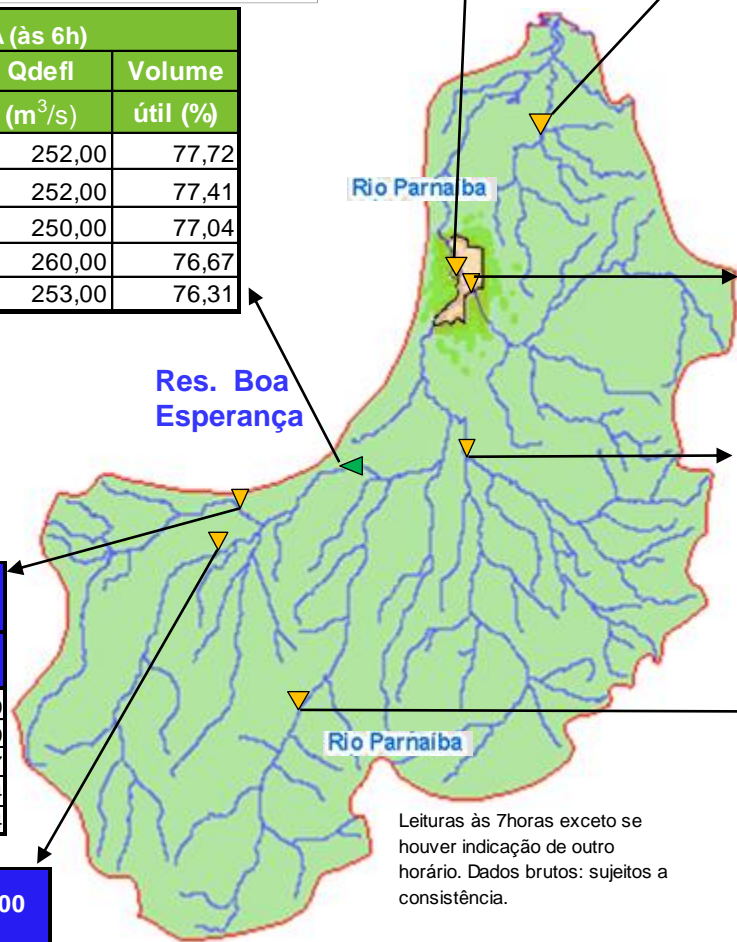 A (às 6h)
Qdefl Volume
(m³/s) útil (%)
252,00 77,72
252,00 77,41
250,00 77,04
260,00 76,67
253,00 76,31
Rio Parnaíba
Res. Boa
Esperança
Rio Parnaíba
Leituras às 7horas exceto se
houver indicação de outro
horário. Dados brutos: sujeitos a
consistência.
00